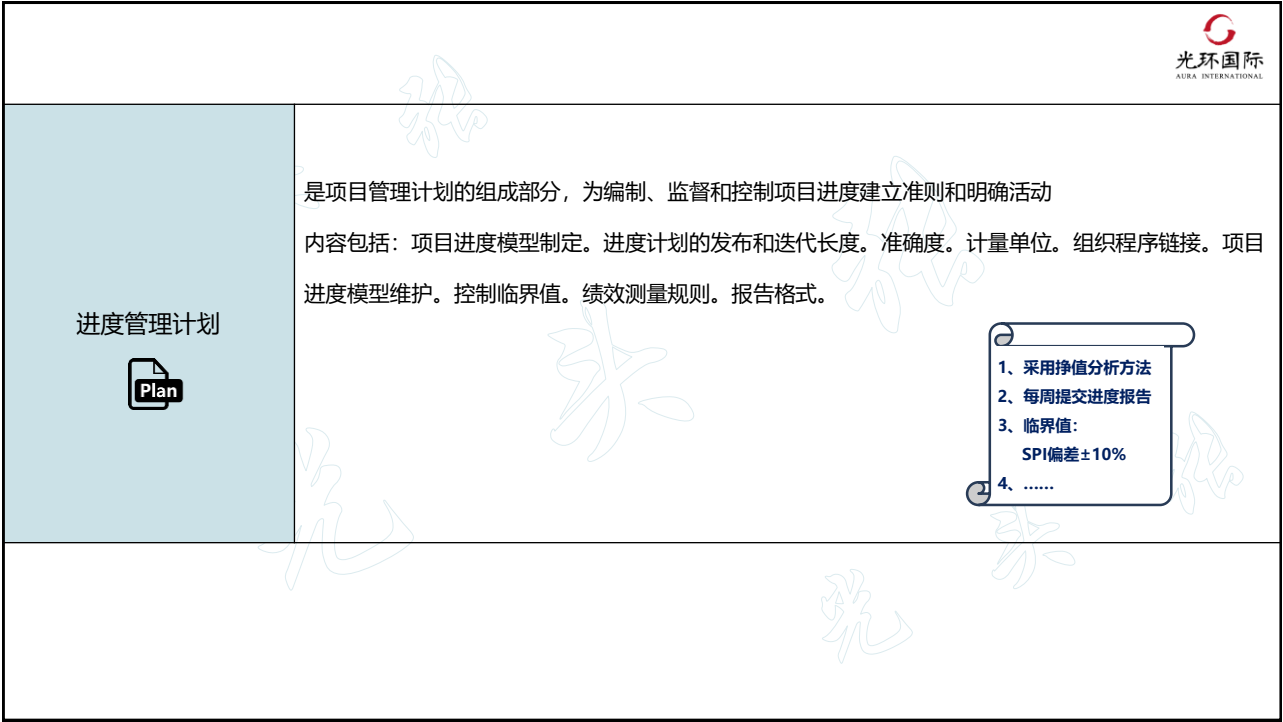 光环国际
AURA INTERNATIONAL
进度管理计划
Plan
是项目管理计划的组成部分，为编制、监督和控制项目进度建立准则和明确活动
内容包括：项目进度模型制定。进度计划的发布和迭代长度。准确度。计量单位。组织程序链接。项目
进度模型维护。控制临界值。绩效测量规则。报告格式。
1、采用挣值分析方法
2、每周提交进度报告
3、临界值：
SPI偏差±10%
4、……